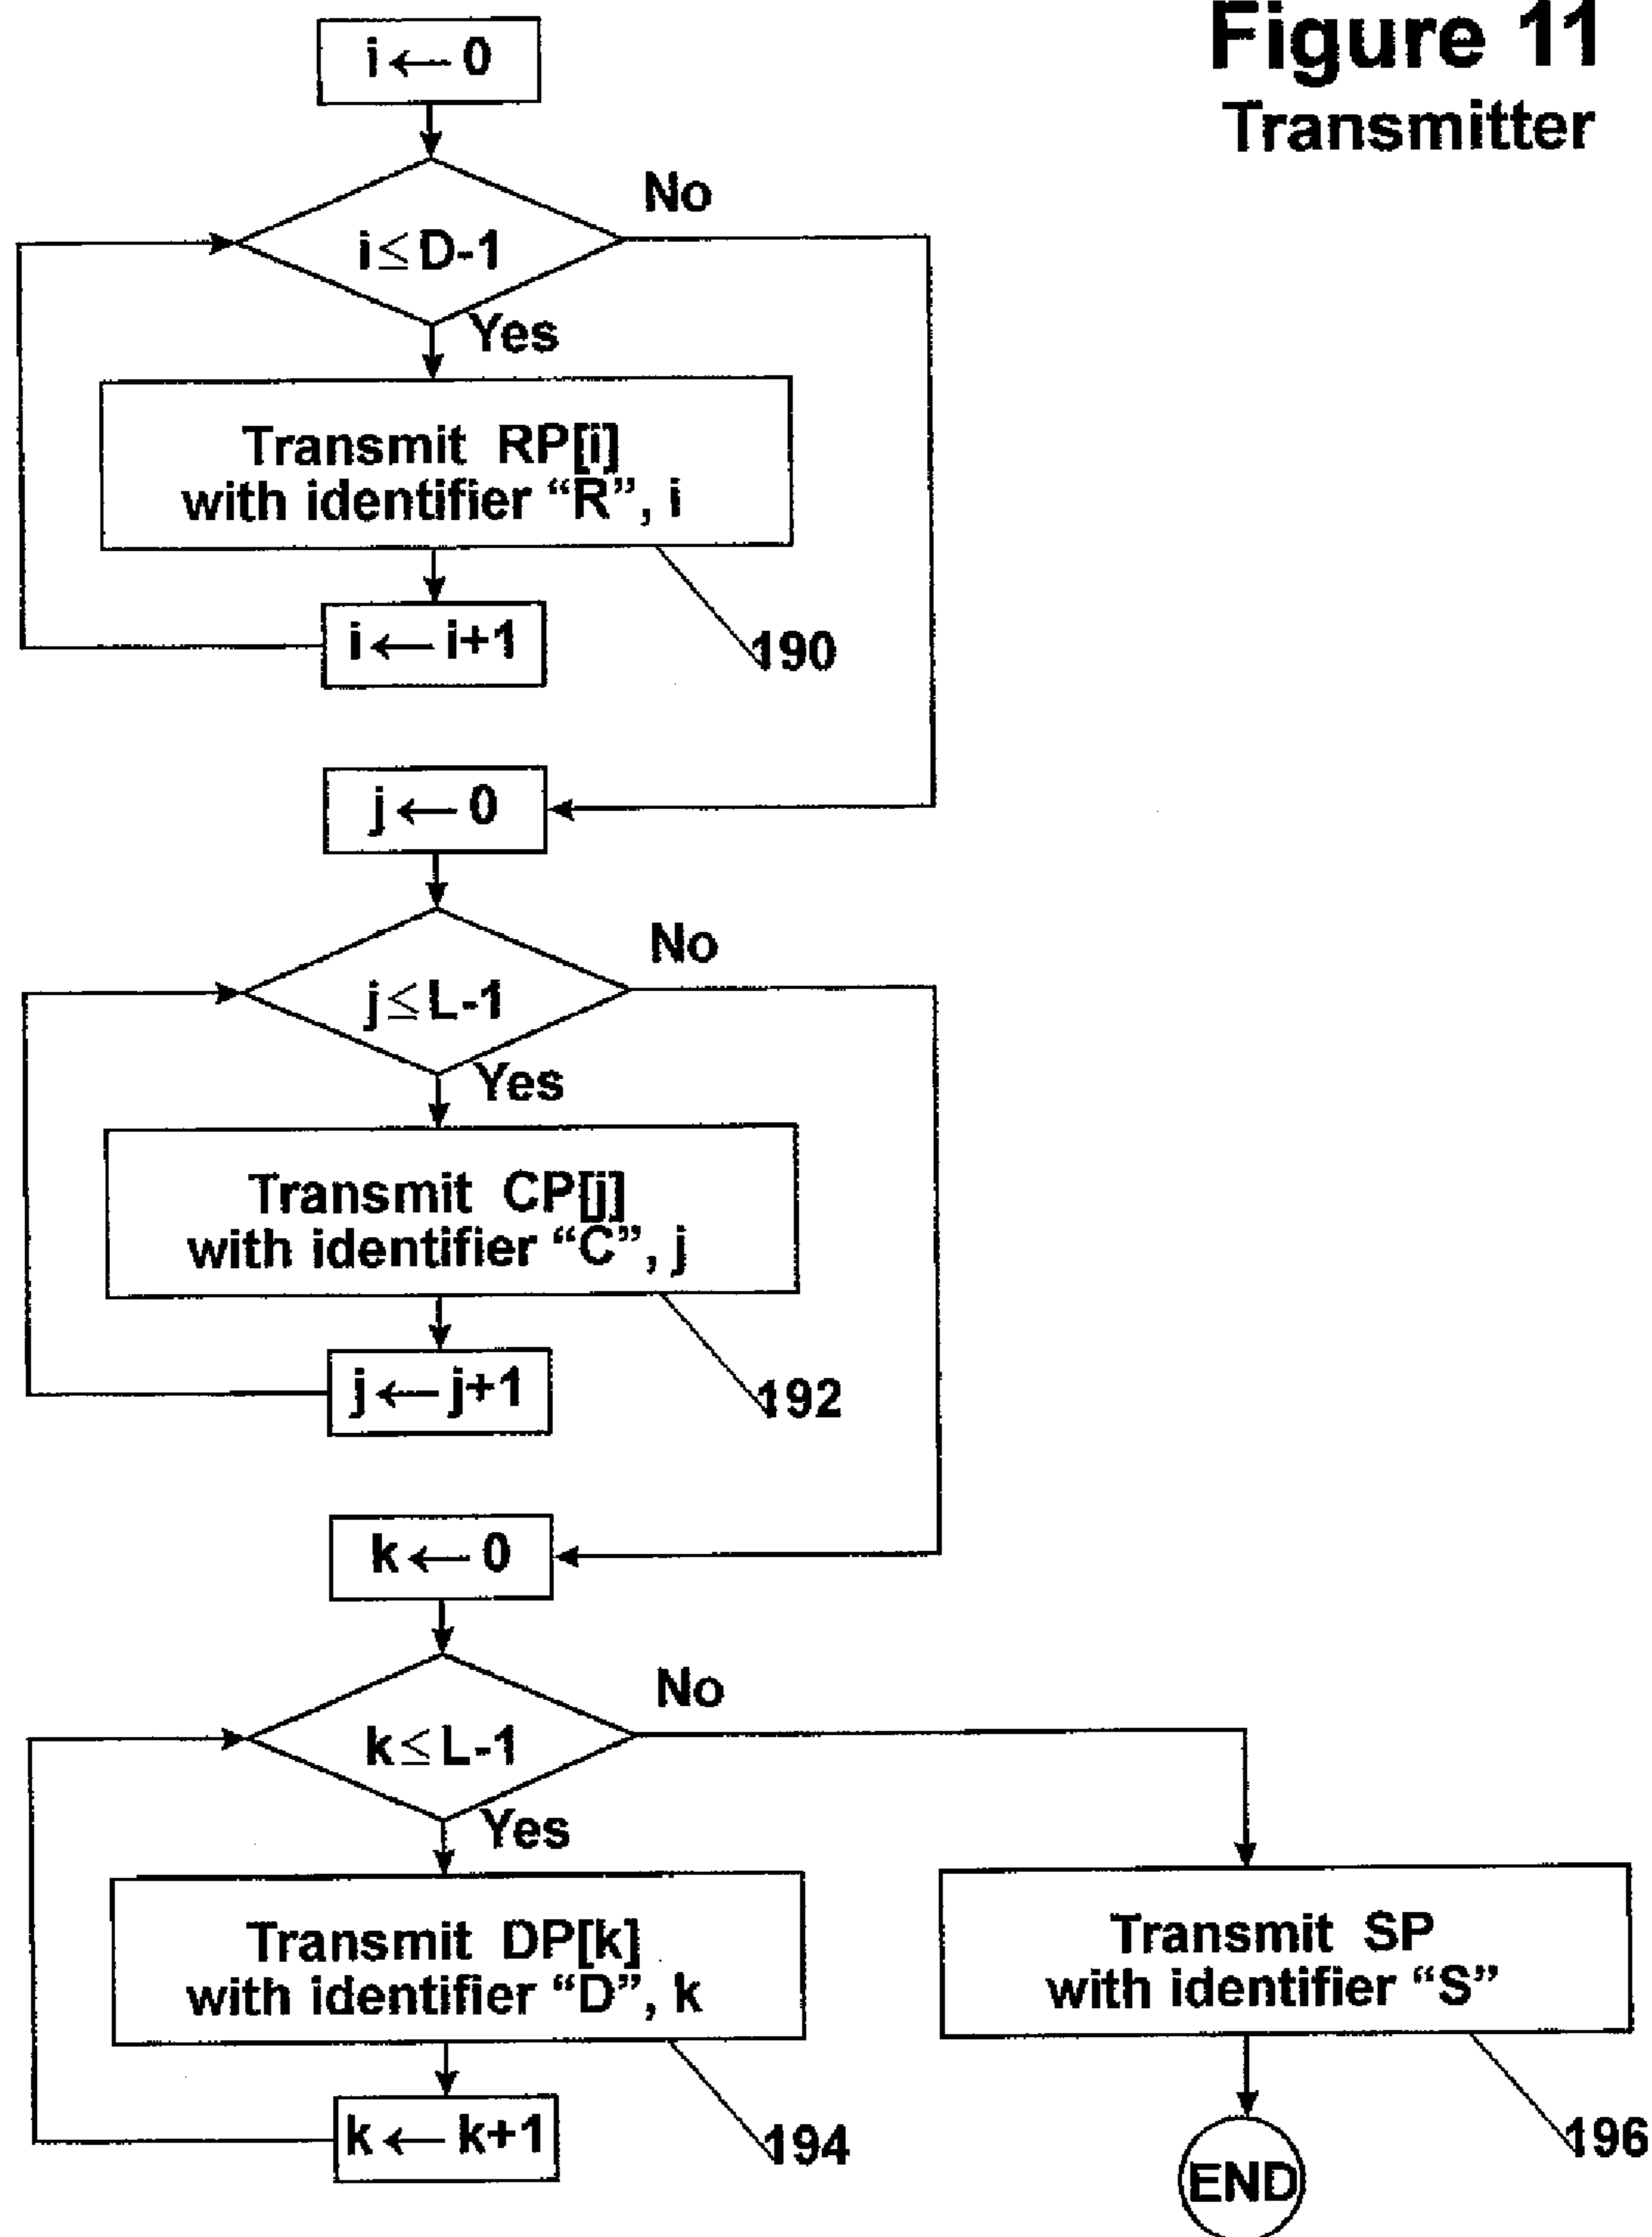 Figure 11
Transmitter
i ← 0
i ≤ D-1
No
Yes
Transmit RP[i]
with identifier “R”, i
190
i ← i+1
j ← 0
j ≤ L-1
No
Yes
Transmit CP[j]
with identifier “C”, j
192
j ← j+1
k ← 0
k ≤ L-1
No
Yes
Transmit DP[k]
with identifier “D”, k
194
k ← k+1
Transmit SP
with identifier “S”
196
END